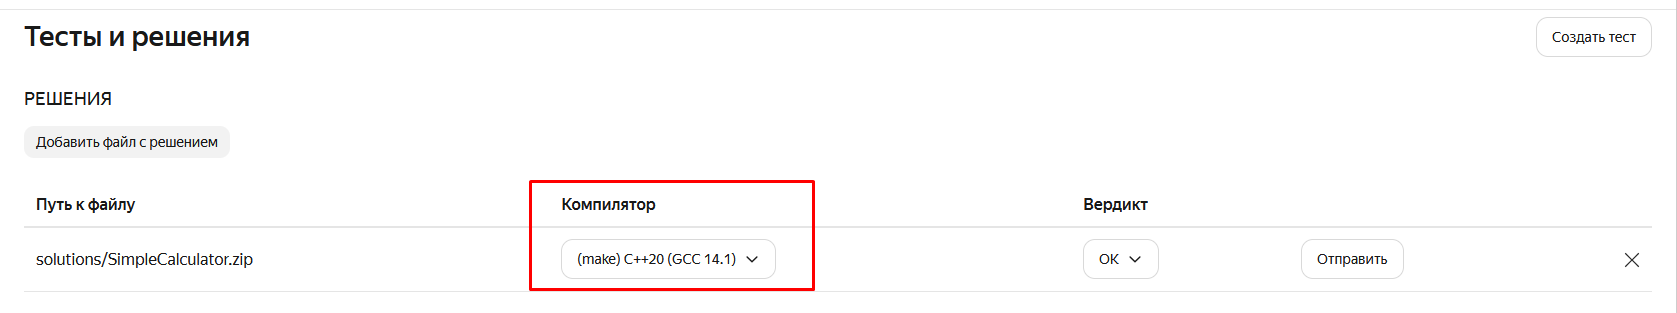 Тесты и решения
Создать тест
РЕШЕНИЯ
Добавить файл с решением
Путь к файлу Компилятор Вердикт
solutions/SimpleCalculator.zip (make) C++20 (GCC 14.1) OK Отправить